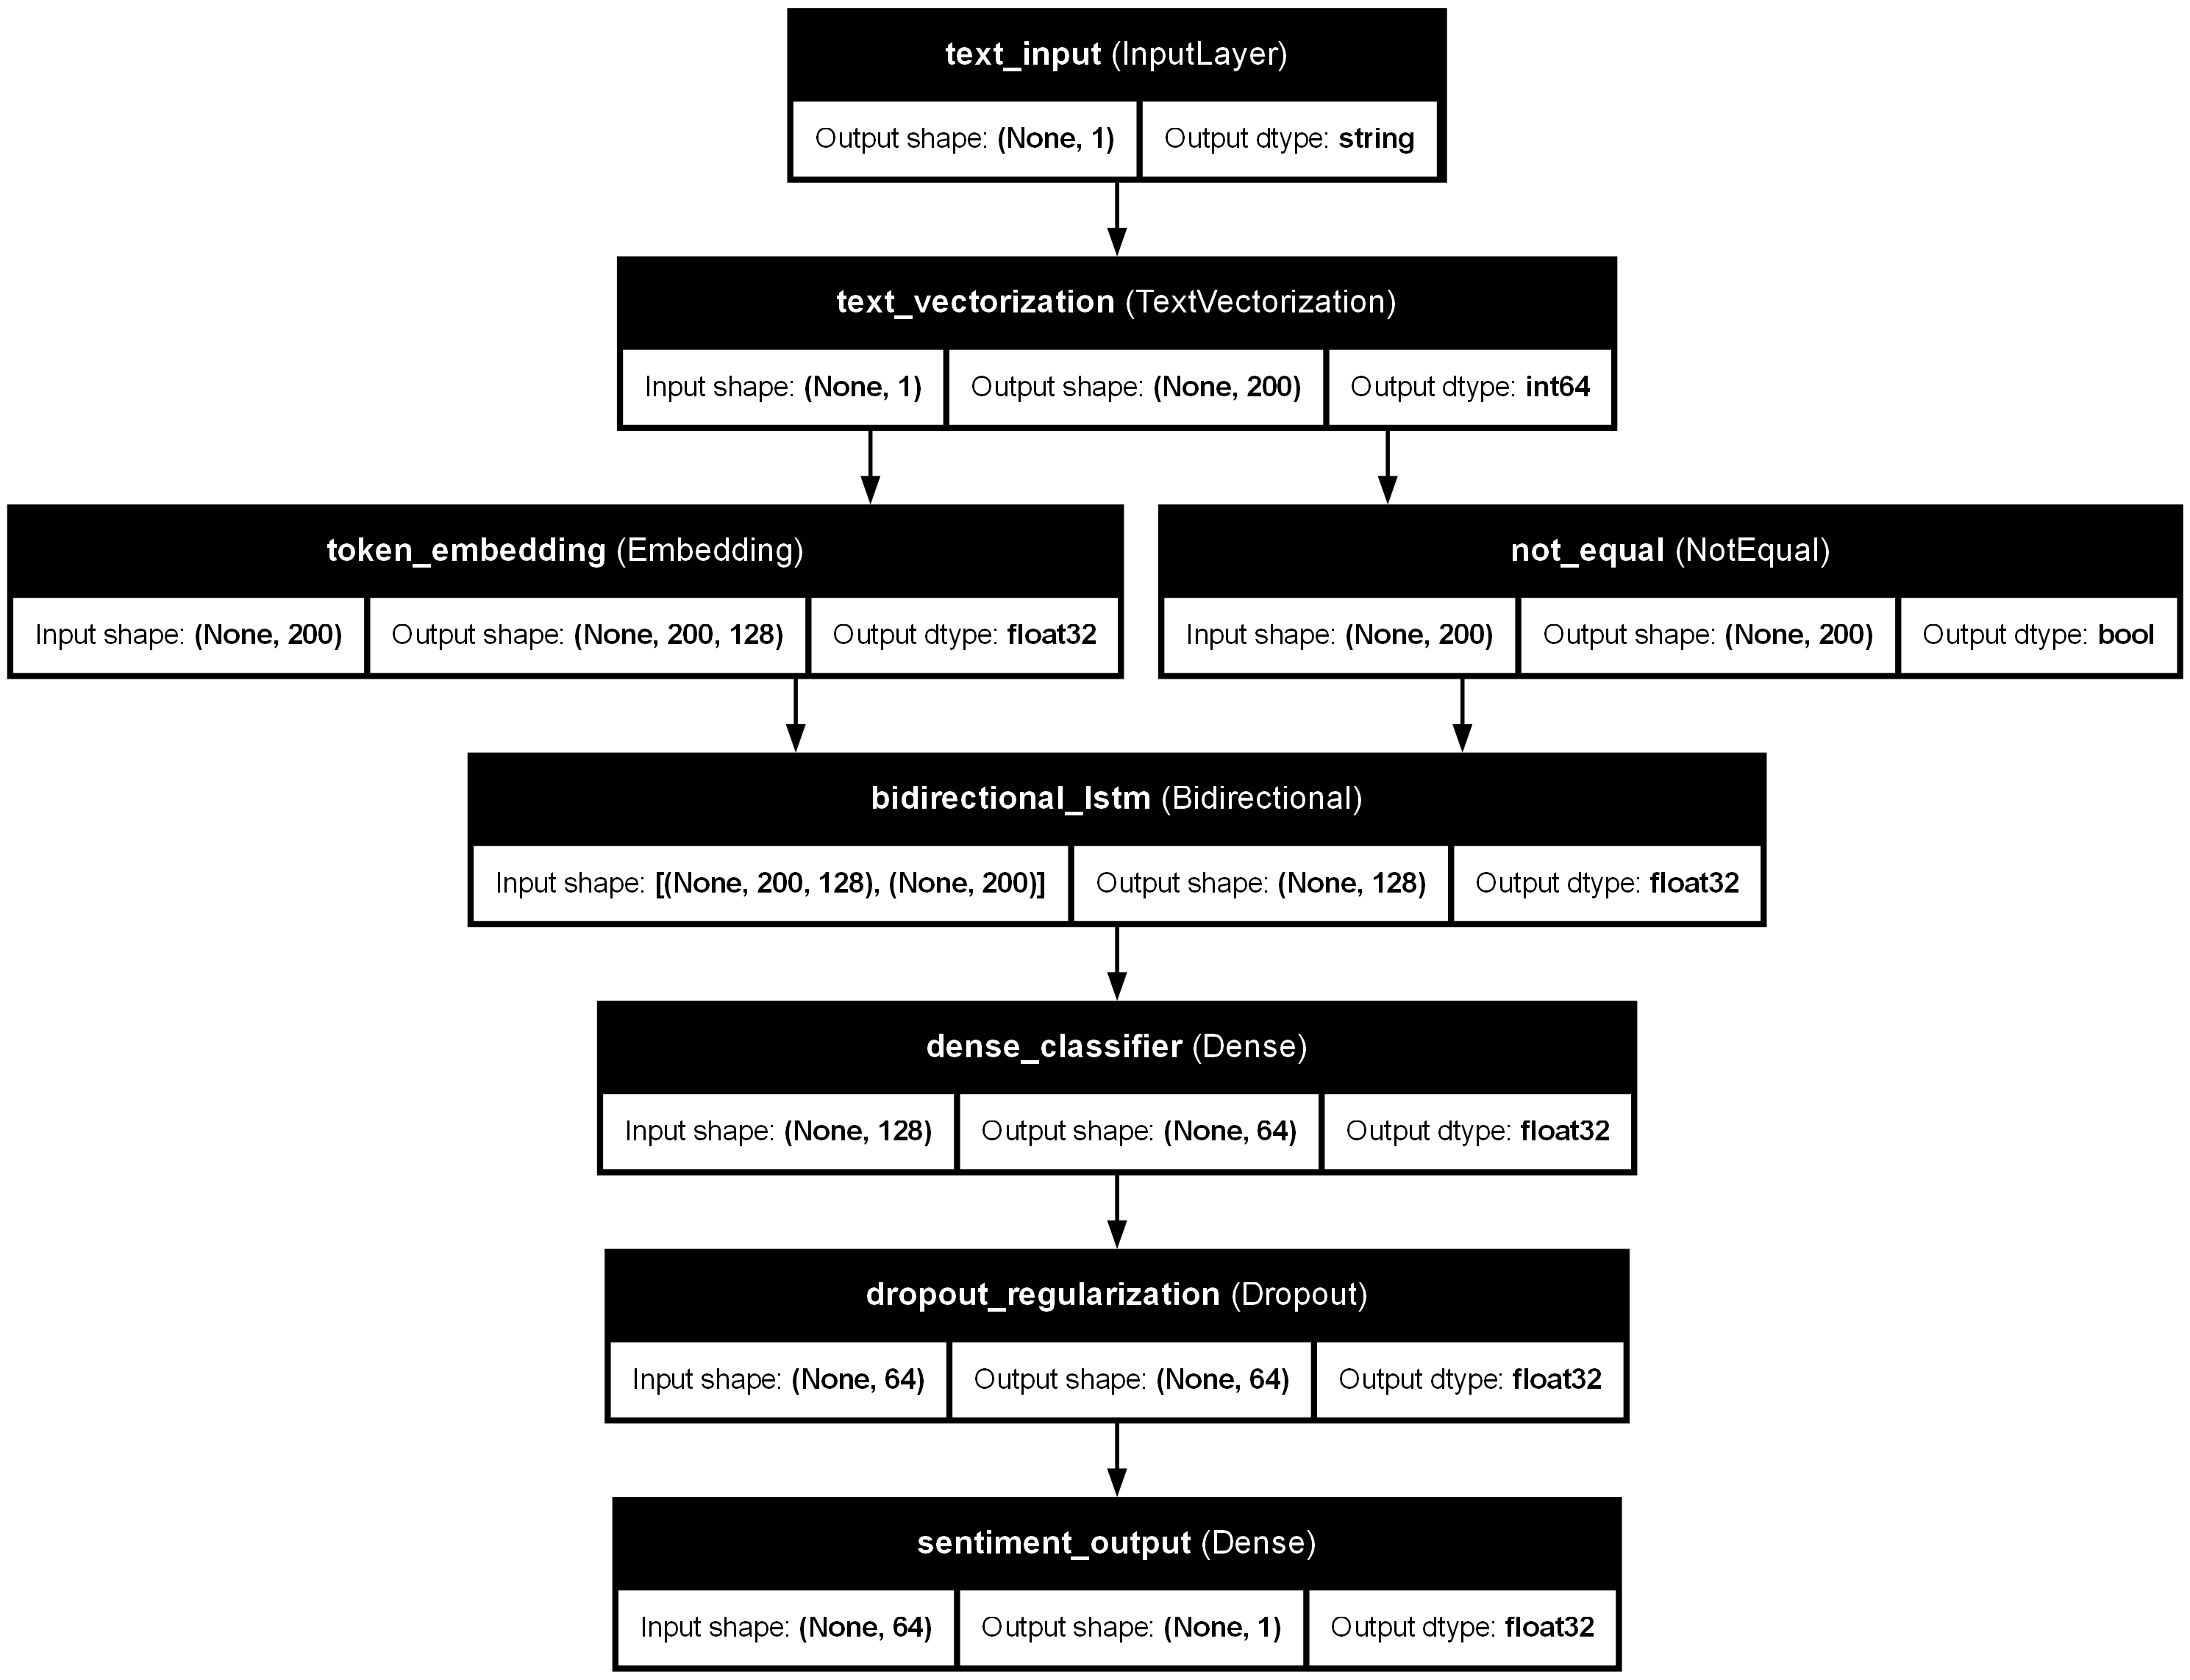 text_input (InputLayer)
Output shape: (None, 1) Output dtype: string
text_vectorization (TextVectorization)
Input shape: (None, 1) Output shape: (None, 200) Output dtype: int64
token_embedding (Embedding)
Input shape: (None, 200) Output shape: (None, 200, 128) Output dtype: float32
not_equal (NotEqual)
Input shape: (None, 200) Output shape: (None, 200) Output dtype: bool
bidirectional_lstm (Bidirectional)
Input shape: [(None, 200, 128), (None, 200)] Output shape: (None, 128) Output dtype: float32
dense_classifier (Dense)
Input shape: (None, 128) Output shape: (None, 64) Output dtype: float32
dropout_regularization (Dropout)
Input shape: (None, 64) Output shape: (None, 64) Output dtype: float32
sentiment_output (Dense)
Input shape: (None, 64) Output shape: (None, 1) Output dtype: float32